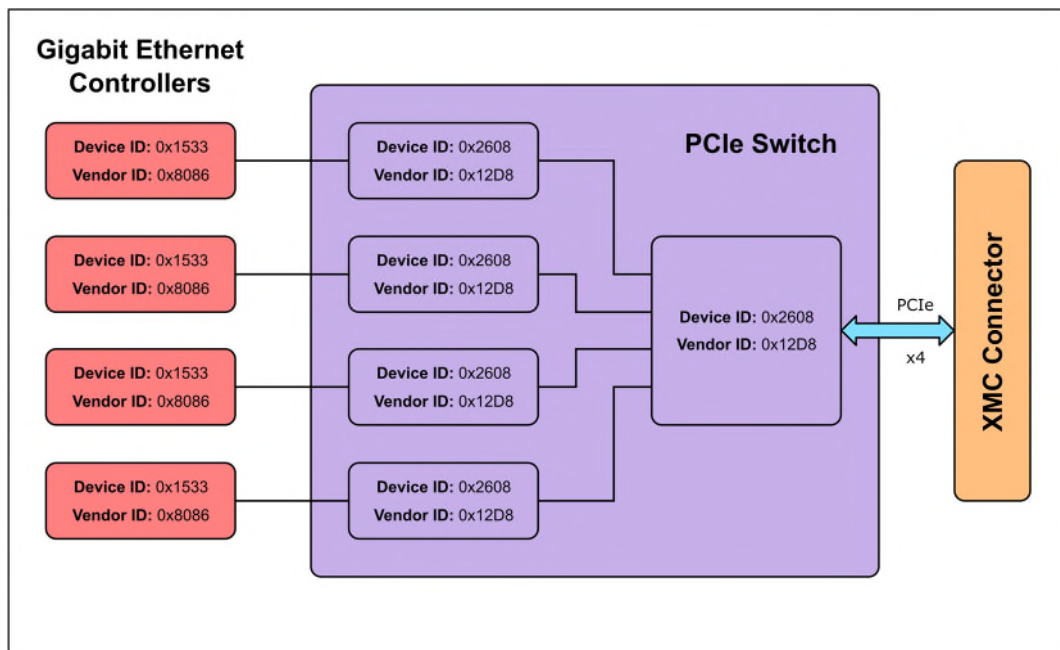 Gigabit Ethernet
Controllers
Device ID: 0x1533
Vendor ID: 0x8086
Device ID: 0x1533
Vendor ID: 0x8086
Device ID: 0x1533
Vendor ID: 0x8086
Device ID: 0x1533
Vendor ID: 0x8086
PCIe Switch
Device ID: 0x2608
Vendor ID: 0x12D8
Device ID: 0x2608
Vendor ID: 0x12D8
Device ID: 0x2608
Vendor ID: 0x12D8
Device ID: 0x2608
Vendor ID: 0x12D8
Device ID: 0x2608
Vendor ID: 0x12D8
PCIe
x4
XMC Connector